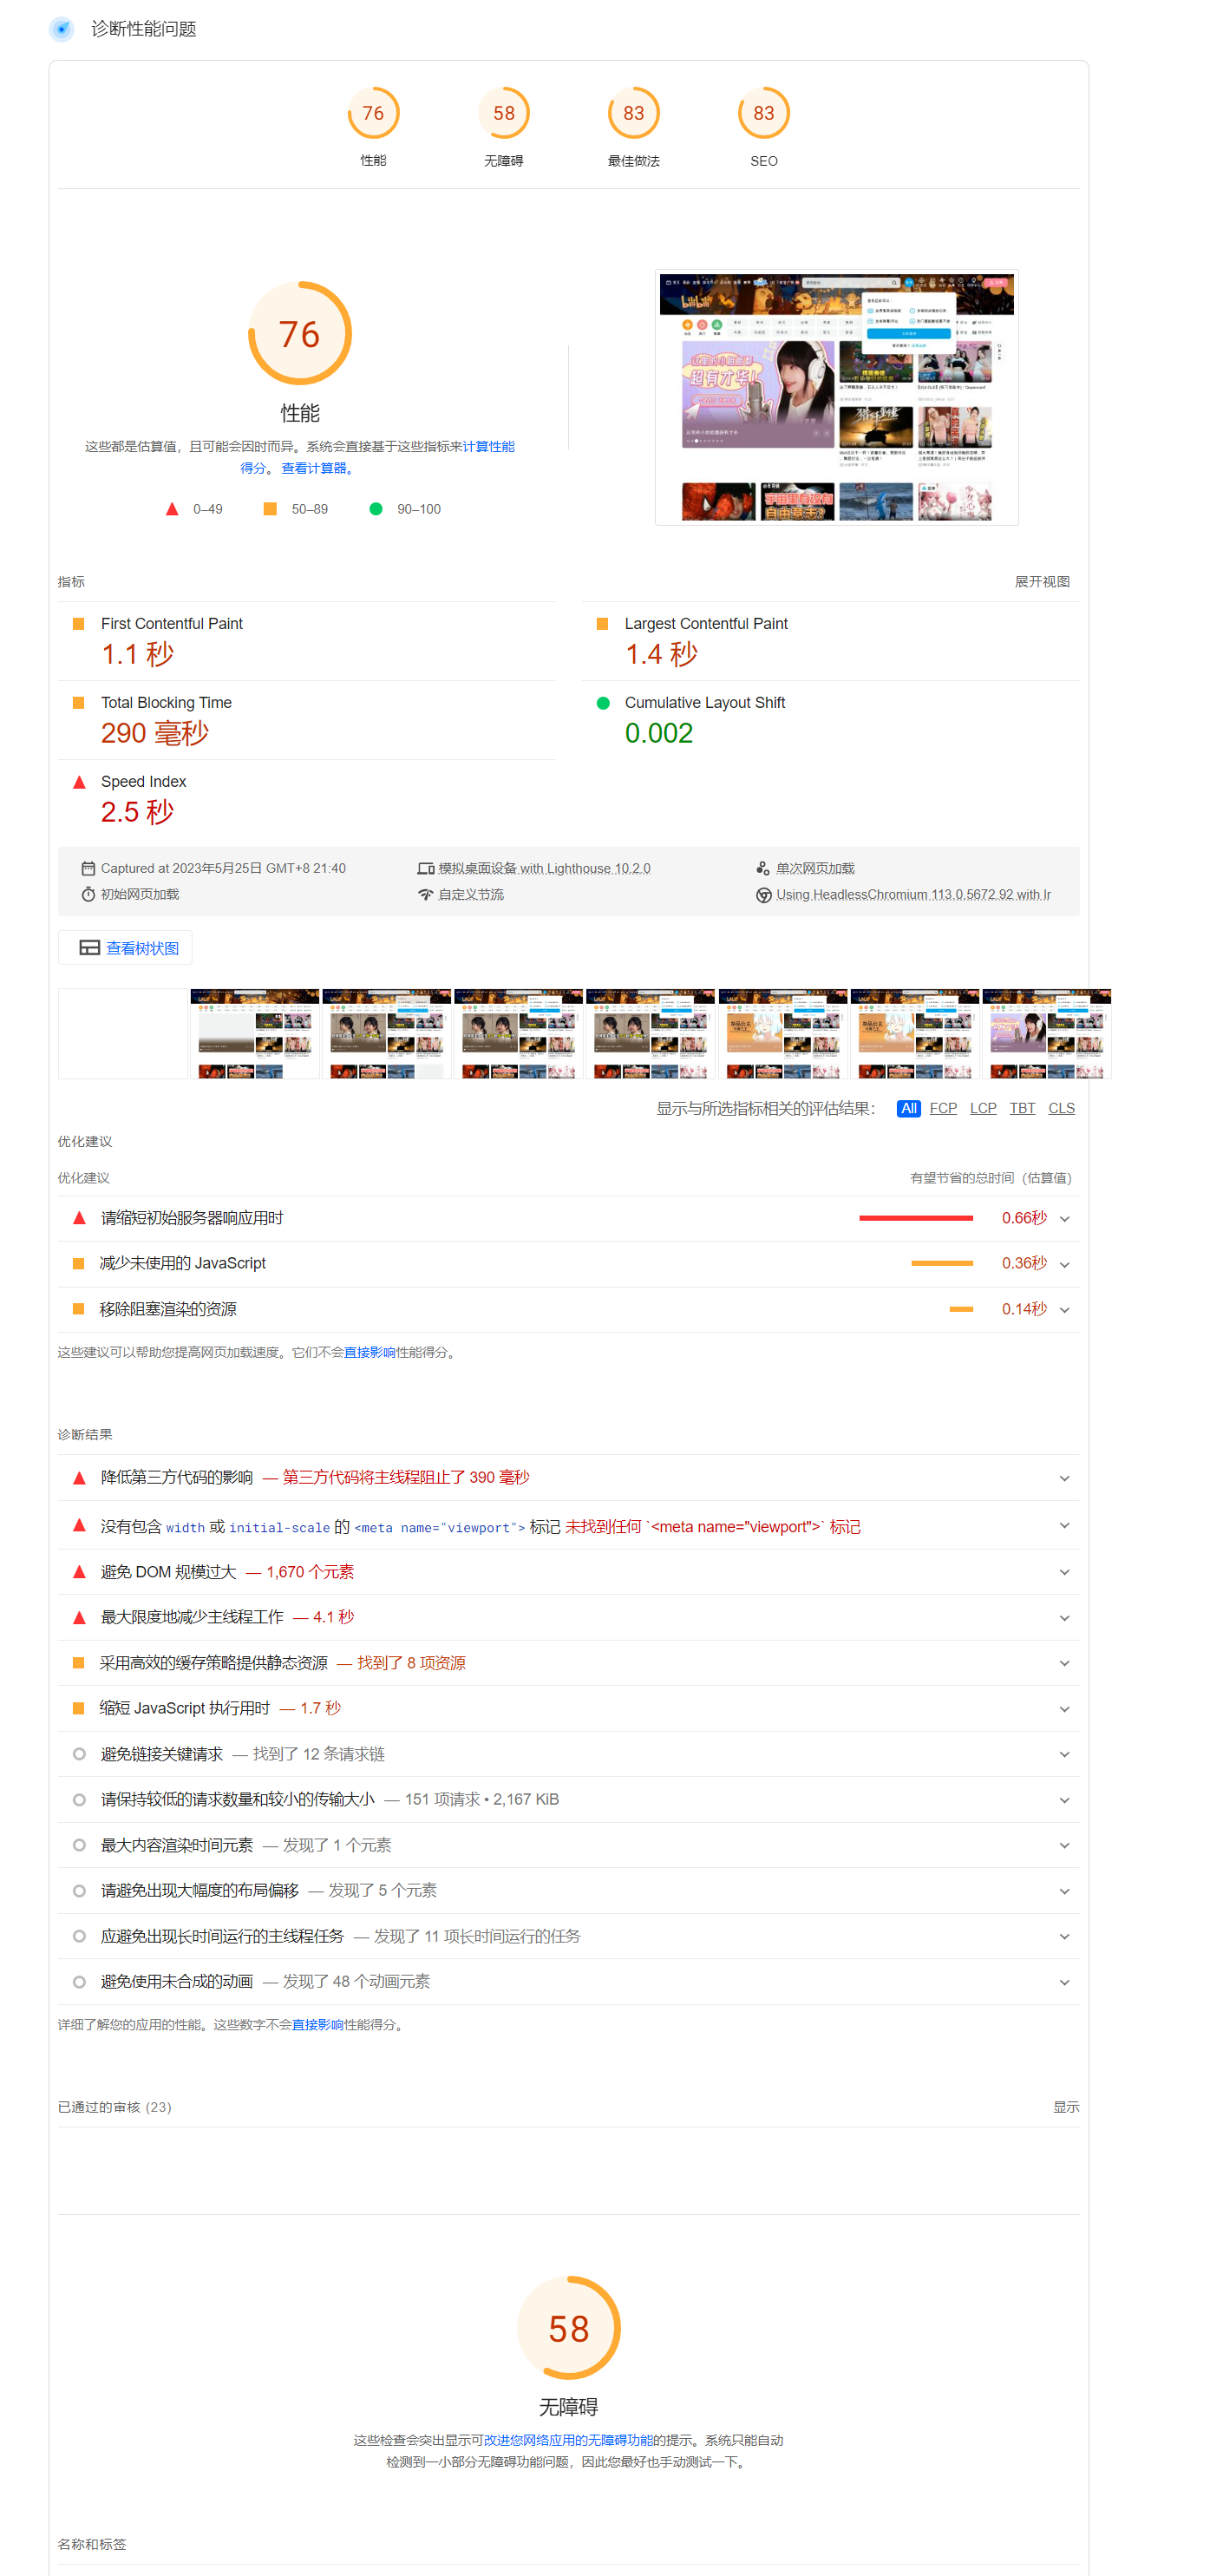 诊断性能问题
76
58
83
83
性能
无障碍
最佳做法
SEO
76
性能
这些都是估算值，且可能会因时而异。系统会直接基于这些指标来计算性能
得分。查看计算器。
0–49
50–89
90–100
指标
展开视图
First Contentful Paint
1.1 秒
Largest Contentful Paint
1.4 秒
Total Blocking Time
290 毫秒
Cumulative Layout Shift
0.002
Speed Index
2.5 秒
Captured at 2023年5月25日 GMT+8 21:40
模拟桌面设备 with Lighthouse 10.2.0
单次网页加载
初始网页加载
自定义节流
Using HeadlessChromium 113.0.5672.92 with lr
查看树状图
显示与所选指标相关的评估结果：
All
FCP
LCP
TBT
CLS
优化建议
优化建议
有望节省的总时间（估算值）
请缩短初始服务器响应用时
0.66秒
减少未使用的 JavaScript
0.36秒
移除阻塞渲染的资源
0.14秒
这些建议可以帮助您提高网页加载速度。它们不会直接影响性能得分。
诊断结果
降低第三方代码的影响 — 第三方代码将主线程阻止了 390 毫秒
没有包含 width 或 initial-scale 的 <meta name="viewport"> 标记 未找到任何 `<meta name="viewport">` 标记
避免 DOM 规模过大 — 1,670 个元素
最大限度地减少主线程工作 — 4.1 秒
采用高效的缓存策略提供静态资源 — 找到了 8 项资源
缩短 JavaScript 执行用时 — 1.7 秒
避免链接关键请求 — 找到了 12 条请求链
请保持较低的请求数量和较小的传输大小 — 151 项请求 • 2,167 KiB
最大内容渲染时间元素 — 发现了 1 个元素
请避免出现大幅度的布局偏移 — 发现了 5 个元素
应避免出现长时间运行的主线程任务 — 发现了 11 项长时间运行的任务
避免使用未合成的动画 — 发现了 48 个动画元素
详细了解您的应用的性能。这些数字不会直接影响性能得分。
已通过的审核 (23)
显示
58
无障碍
这些检查会突出显示可改进您网络应用的无障碍功能的提示。系统只能自动
检测到一小部分无障碍功能问题，因此您最好也手动测试一下。
名称和标签